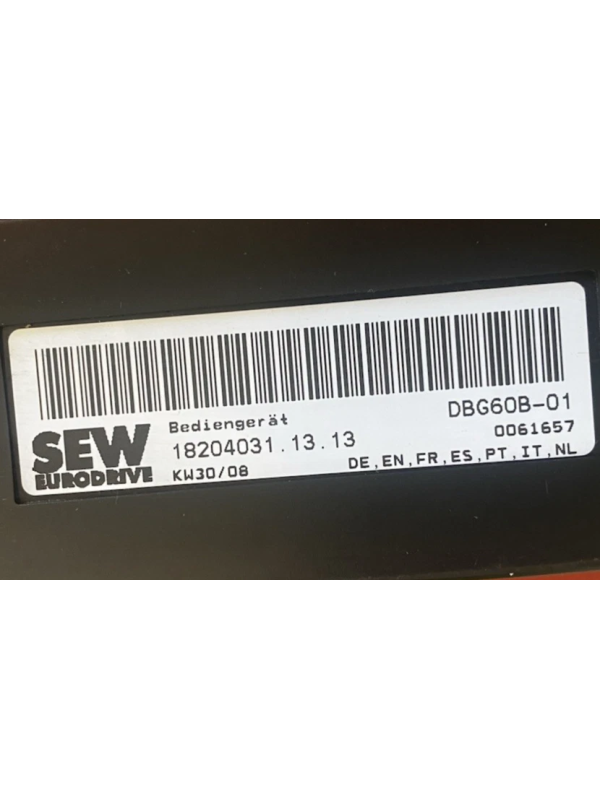 SEW
EURODRIVE
Bediengerät
18204031.13.13
KW30/08
DBG60B-01
0061657
DE,EN,FR,ES,PT,IT,NL